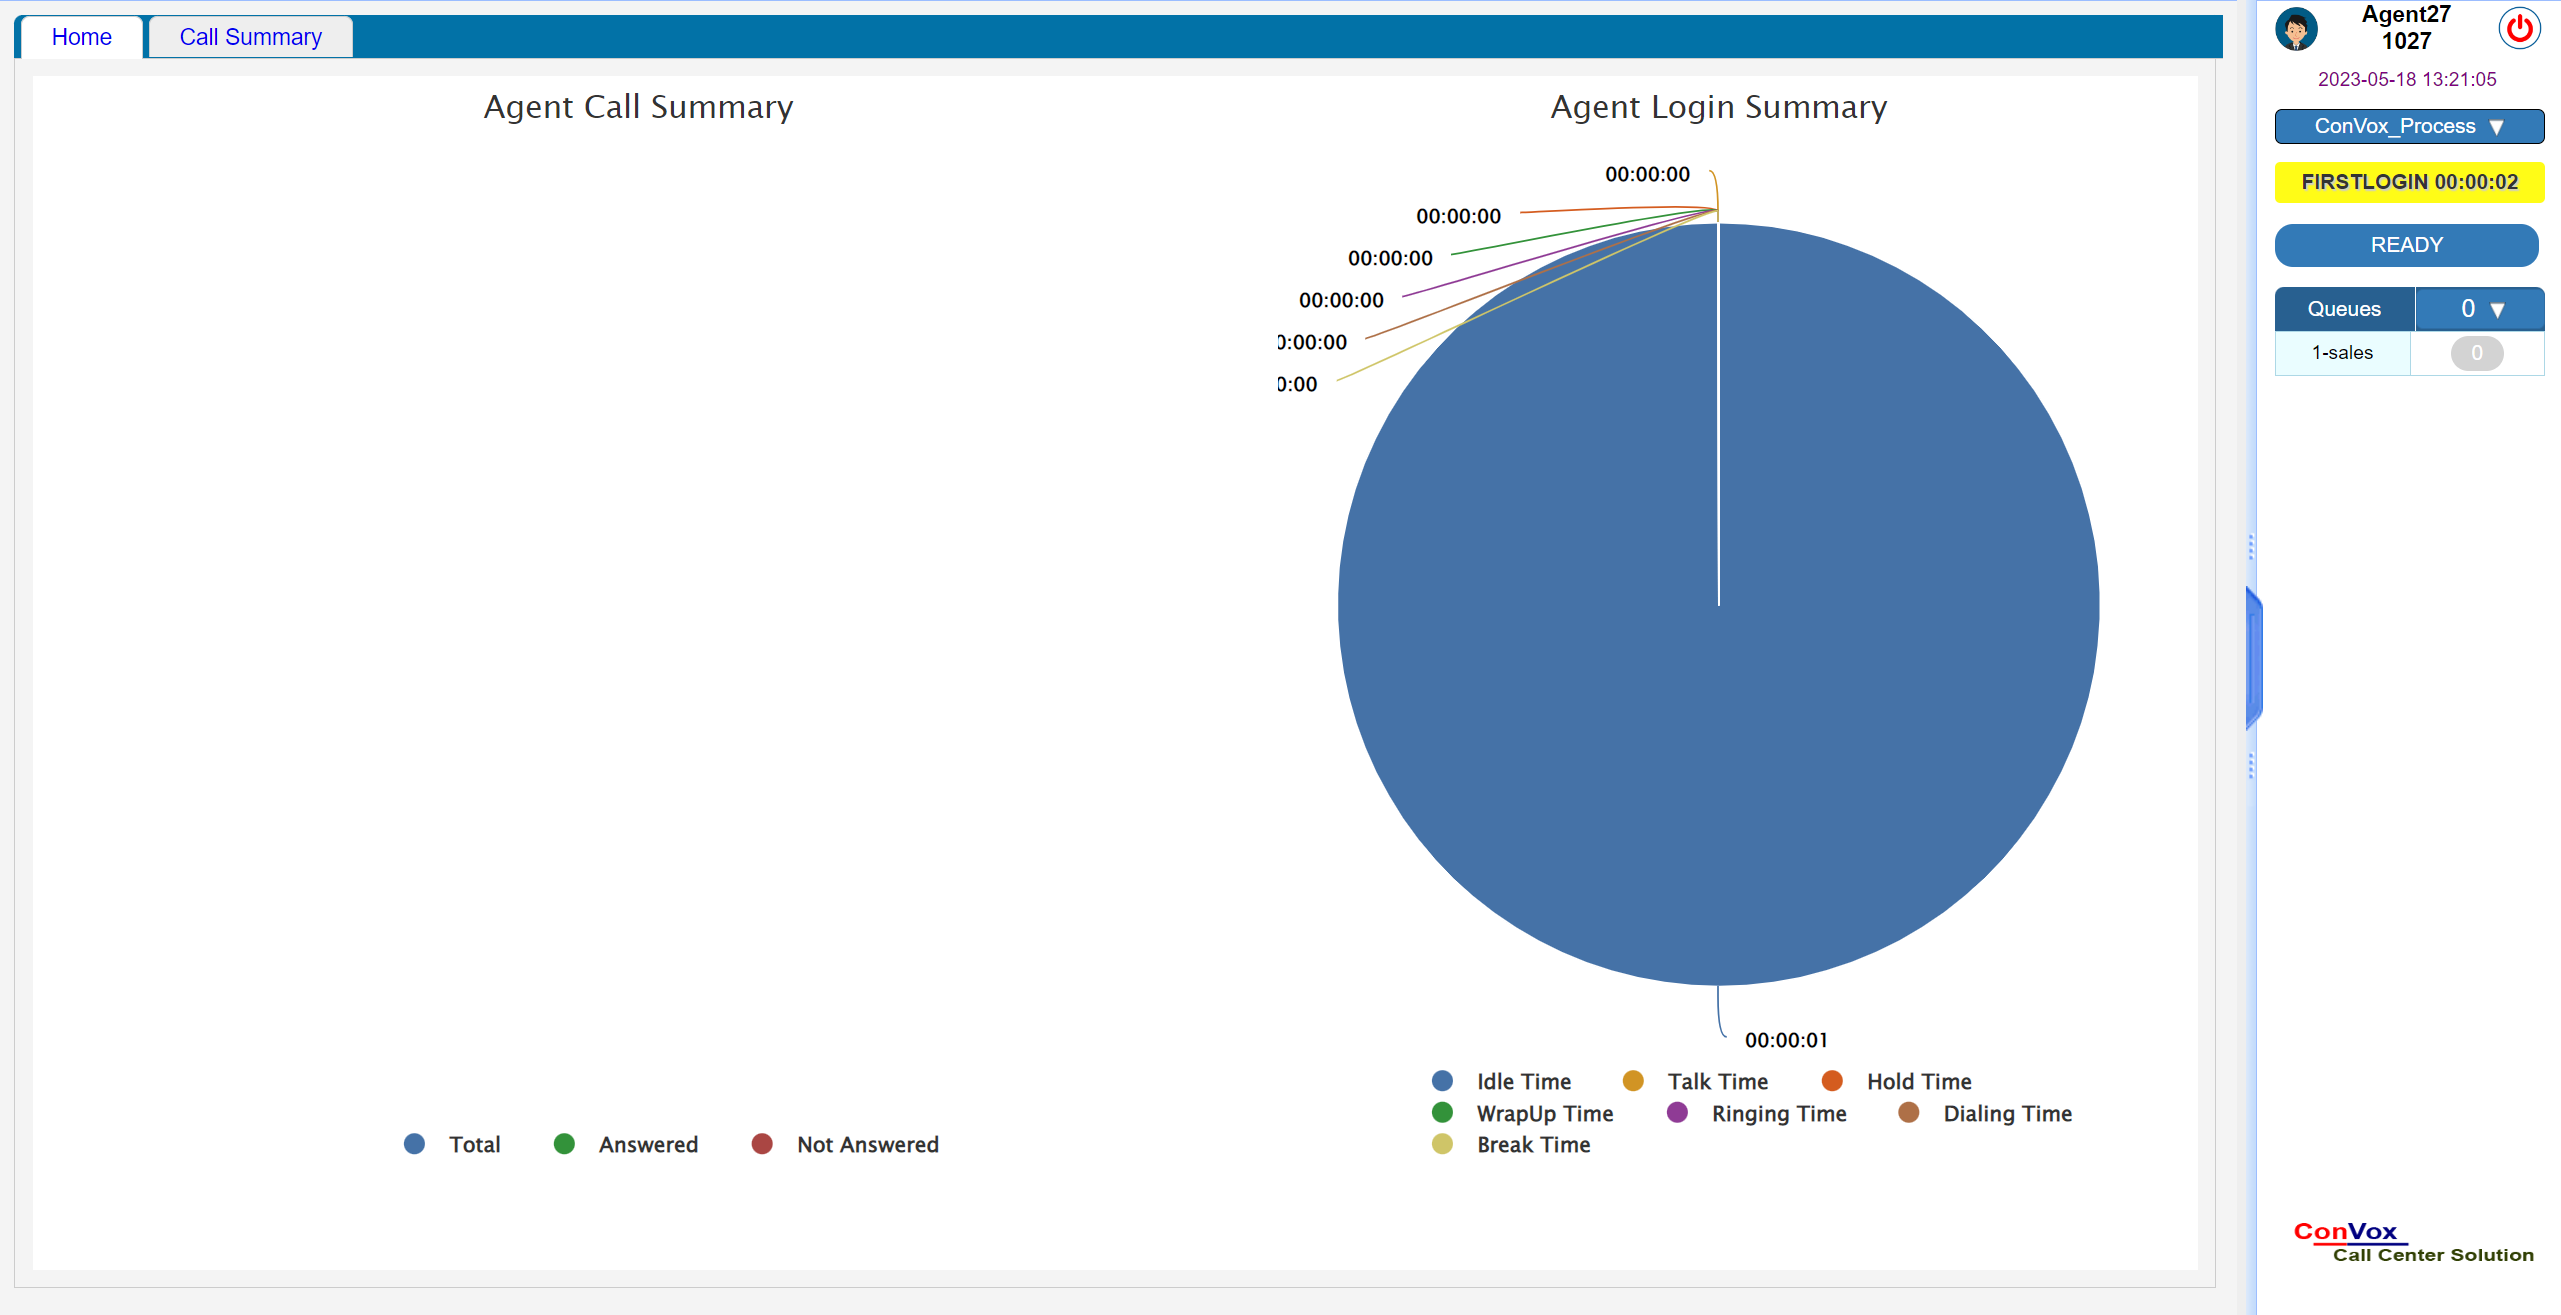 Home
Call Summary
Agent27
1027
2023-05-18 13:21:05
ConVox_Process
FIRSTLOGIN 00:00:02
READY
Queues 0
1-sales 0
Agent Call Summary
Total Answered Not Answered
Agent Login Summary
00:00:00
00:00:00
00:00:00
00:00:00
0:00:00
0:00
00:00:01
Idle Time Talk Time Hold Time
WrapUp Time Ringing Time Dialing Time
Break Time
ConVox
Call Center Solution